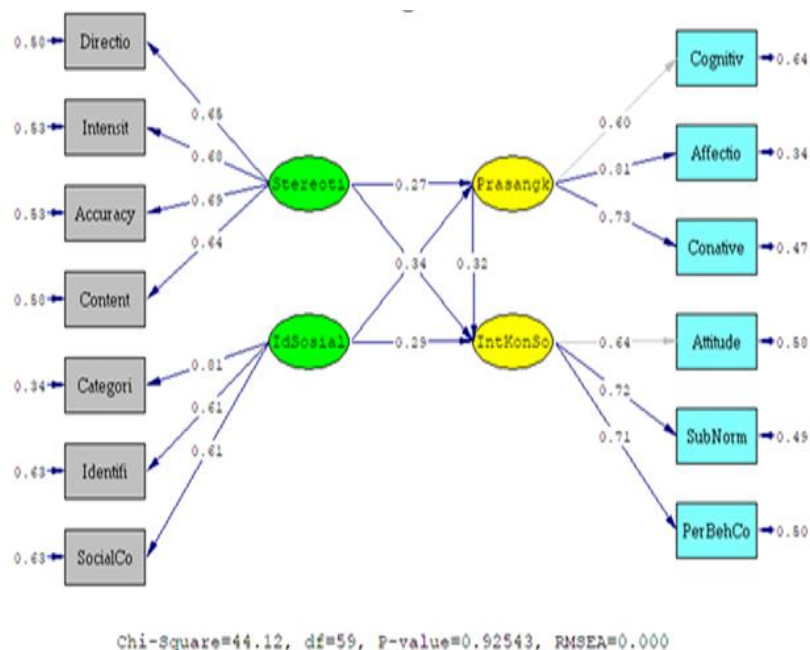 0.58
Directio
0.65
0.53
Intensit
0.68
0.53
Accuracy
0.69
0.58
Content
0.64
0.34
Categori
0.81
0.63
Identifi
0.61
0.63
SocialCo
0.61
Stereoti
IdSosial
0.27
0.34
0.32
0.29
Prasangk
IntKonSo
0.60
Cognitiv
0.64
0.81
Affectio
0.34
0.73
Conative
0.47
0.64
Attitude
0.58
0.72
SubNorm
0.49
0.71
PerBehCo
0.50
Chi-Square=44.12, df=59, P-value=0.92543, RMSEA=0.000